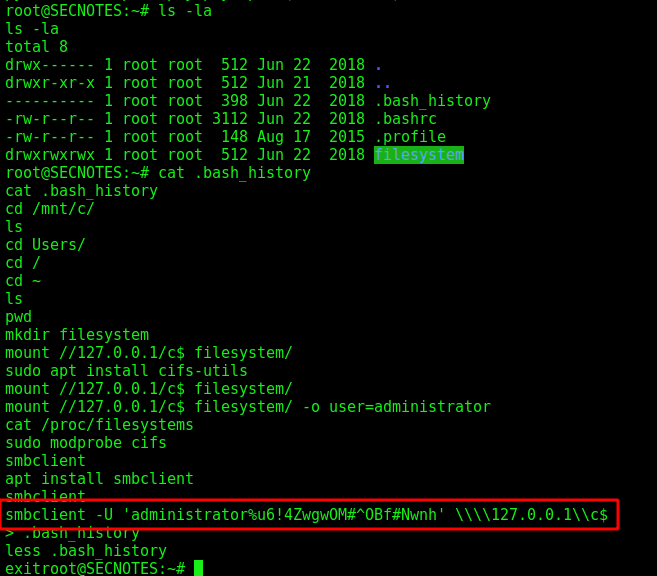 root@SECNOTES:~# ls -la
ls -la
total 8
drwx------ 1 root root  512 Jun 22  2018 .
drwxr-xr-x 1 root root  512 Jun 21  2018 ..
---------- 1 root root  398 Jun 22  2018 .bash_history
-rw-r--r-- 1 root root 3112 Jun 22  2018 .bashrc
-rw-r--r-- 1 root root  148 Aug 17  2015 .profile
drwxrwxrwx 1 root root  512 Jun 22  2018 filesystem
root@SECNOTES:~# cat .bash_history
cat .bash_history
cd /mnt/c/
ls
cd Users/
cd /
cd ~
ls
pwd
mkdir filesystem
mount //127.0.0.1/c$ filesystem/
sudo apt install cifs-utils
mount //127.0.0.1/c$ filesystem/
mount //127.0.0.1/c$ filesystem/ -o user=administrator
cat /proc/filesystems
sudo modprobe cifs
smbclient
apt install smbclient
smbclient
smbclient -U 'administrator%u6!4ZwgwOM#^OBf#Nwnh' \\\\127.0.0.1\\c$
> .bash_history
less .bash_history
exitroot@SECNOTES:~#